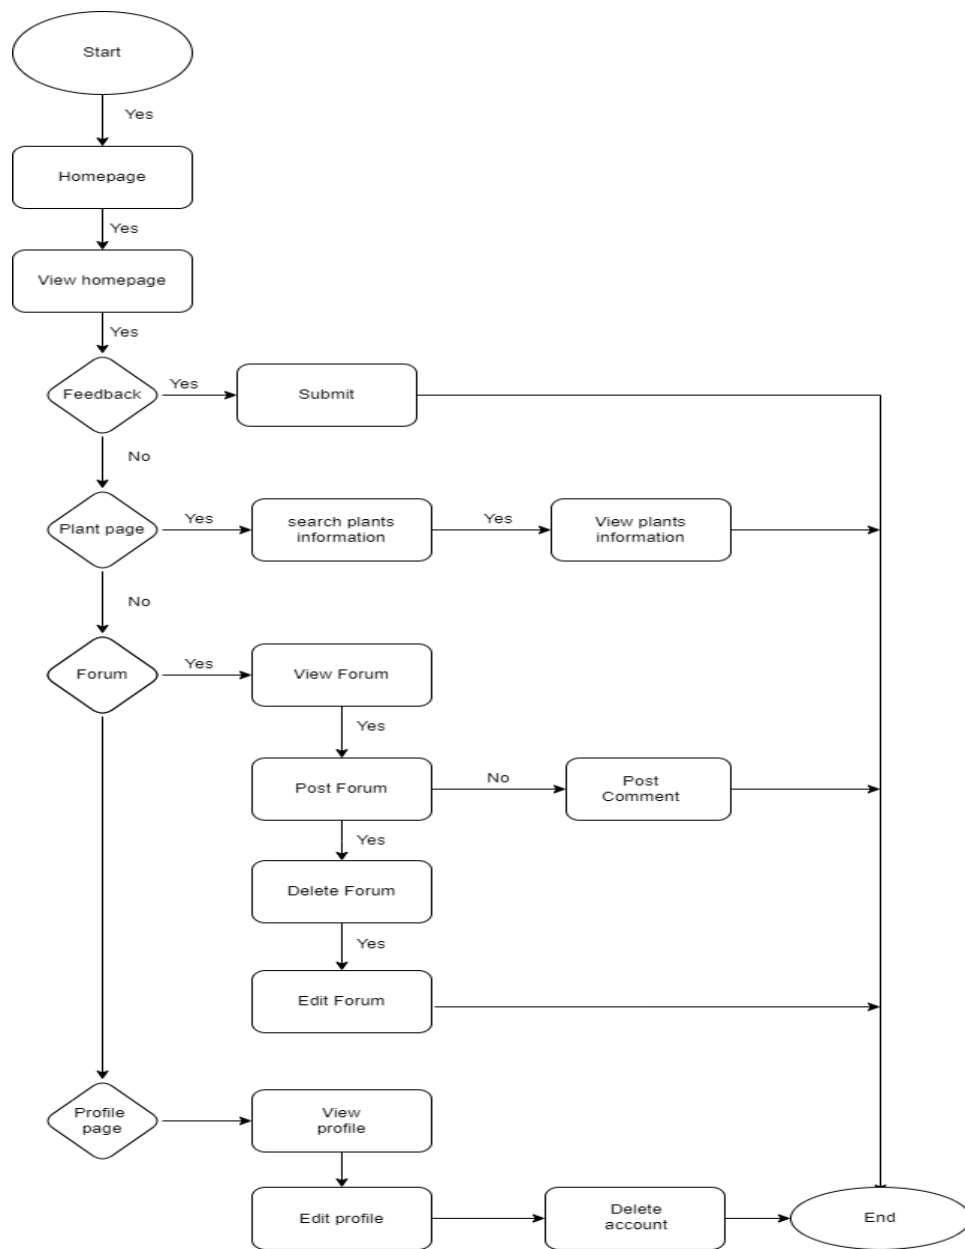 Start
Yes
Homepage
Yes
View homepage
Yes
Feedback
Yes
Submit
No
Plant page
Yes
search plants
information
Yes
View plants
information
No
Forum
Yes
View Forum
Yes
Post Forum
No
Post
Comment
Yes
Delete Forum
Yes
Edit Forum
Profile
page
View
profile
Edit profile
Delete
account
End